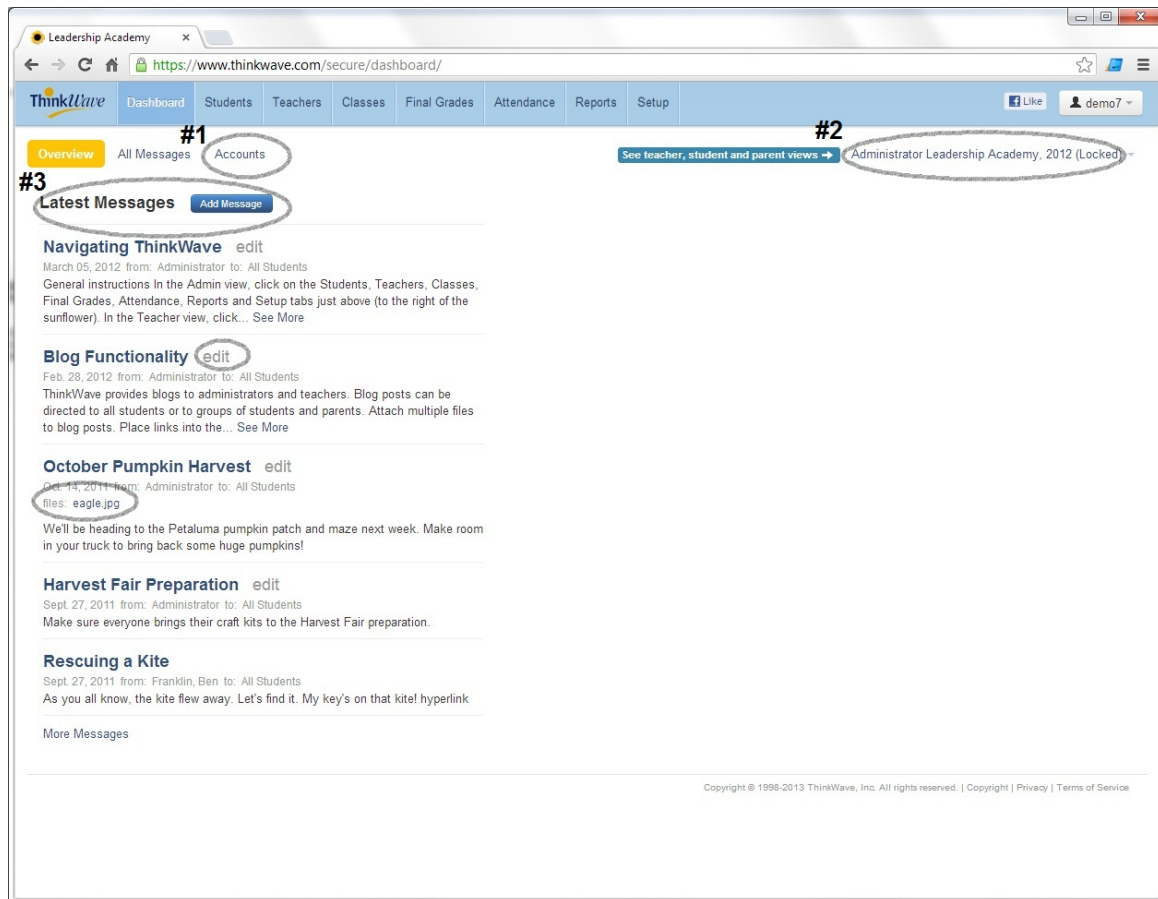 Leadership Academy
https://www.thinkwave.com/secure/dashboard/
ThinkWave Dashboard Students Teachers Classes Final Grades Attendance Reports Setup Like demo7
#1 #2
Overview All Messages Accounts See teacher, student and parent views Administrator Leadership Academy, 2012 (Locked)
#3
Latest Messages Add Message
Navigating ThinkWave edit
March 05, 2012 from: Administrator to: All Students
General instructions In the Admin view, click on the Students, Teachers, Classes,
Final Grades, Attendance, Reports and Setup tabs just above (to the right of the
sunflower). In the Teacher view, click... See More
Blog Functionality edit
Feb. 28, 2012 from: Administrator to: All Students
ThinkWave provides blogs to administrators and teachers. Blog posts can be
directed to all students or to groups of students and parents. Attach multiple files
to blog posts. Place links into the... See More
October Pumpkin Harvest edit
Oct. 14, 2011 from: Administrator to: All Students
files: eagle.jpg
We'll be heading to the Petaluma pumpkin patch and maze next week. Make room
in your truck to bring back some huge pumpkins!
Harvest Fair Preparation edit
Sept. 27, 2011 from: Administrator to: All Students
Make sure everyone brings their craft kits to the Harvest Fair preparation.
Rescuing a Kite
Sept. 27, 2011 from: Franklin, Ben to: All Students
As you all know, the kite flew away. Let's find it. My key's on that kite! hyperlink
More Messages
Copyright © 1998-2013 ThinkWave, Inc. All rights reserved. | Copyright | Privacy | Terms of Service